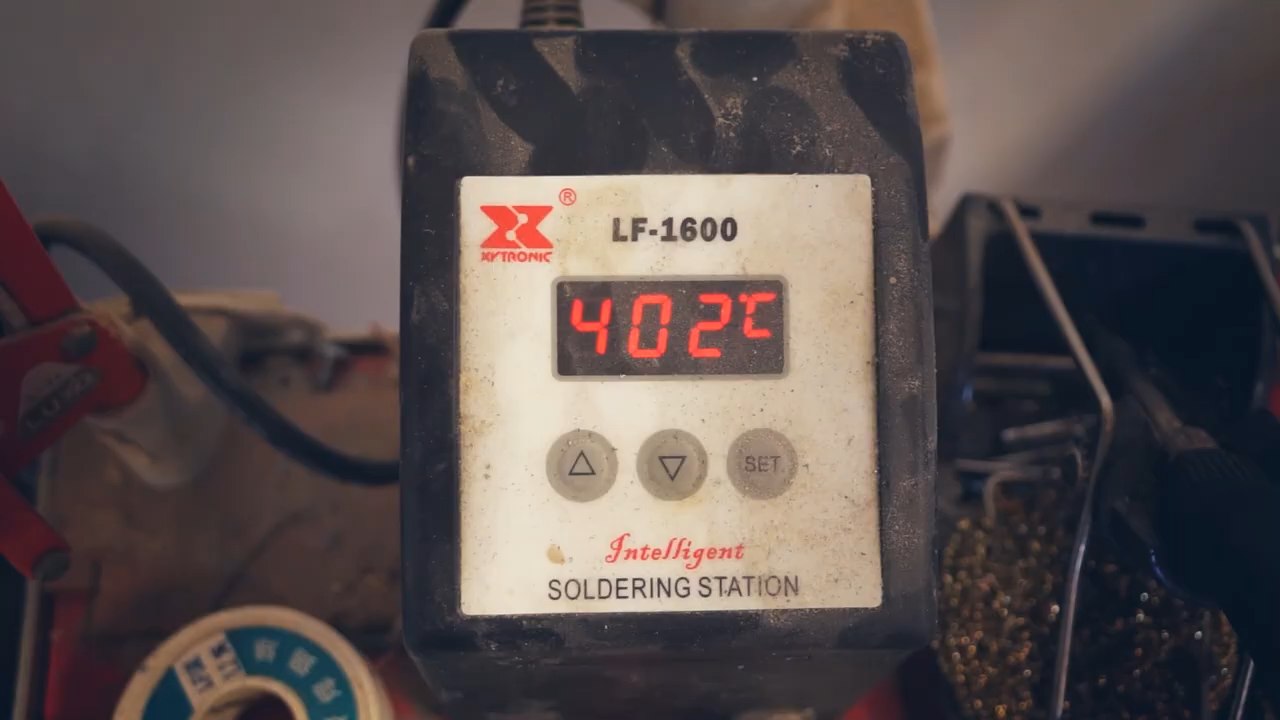 ®
XYTRONIC
LF-1600
402℃
SET
Intelligent
SOLDERING STATION